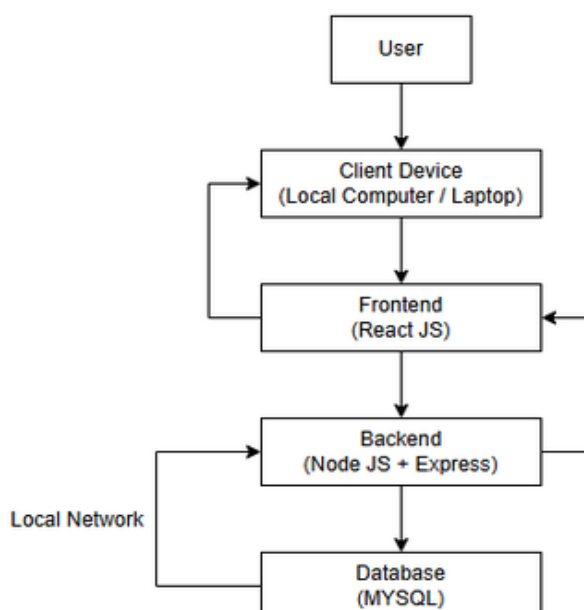 User
Client Device
(Local Computer / Laptop)
Frontend
(React JS)
Backend
(Node JS + Express)
Local Network
Database
(MYSQL)